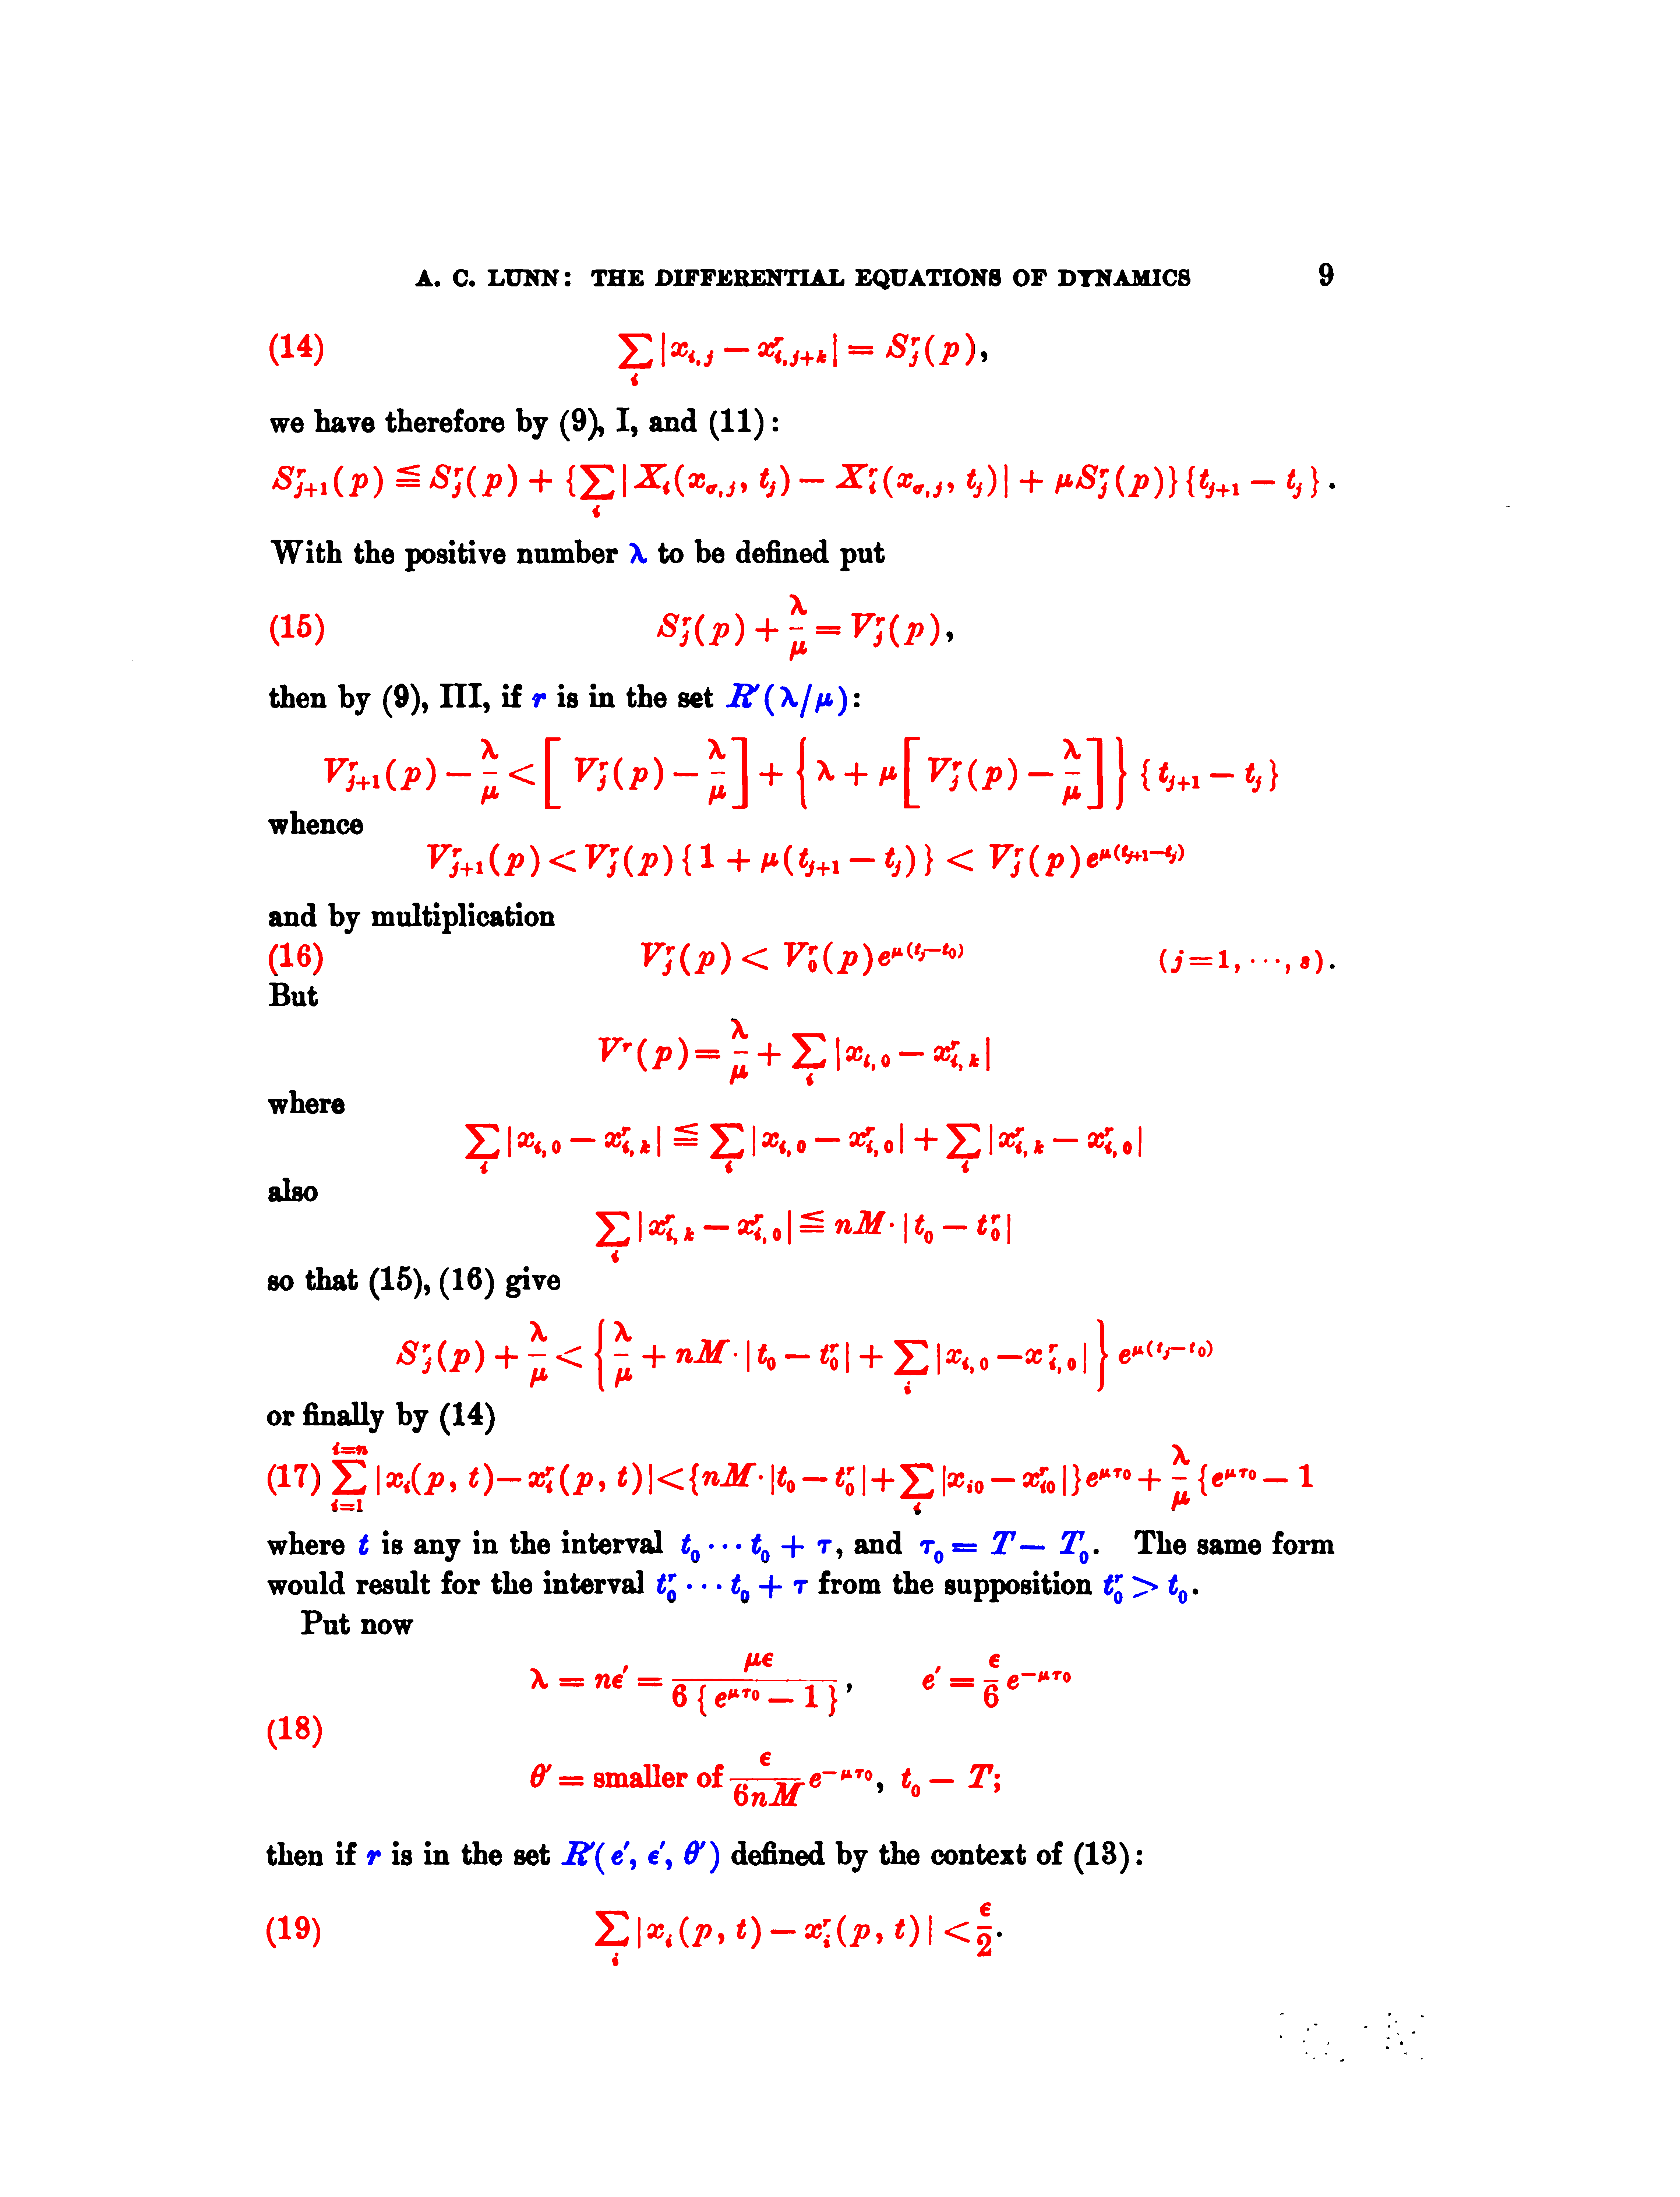 A. C. LUNN: THE DIFFERENTIAL EQUATIONS OF DYNAMICS 9
(14) $\sum_i |x_{i,j} - x^r_{i,j+k}| = S^r_j(p),$
we have therefore by (9), I, and (11):
$S^r_{j+1}(p) \leqq S^r_j(p) + \{\sum_i |X_i(x_{\sigma,j}, t_j) - X^r_i(x_{\sigma,j}, t_j)| + \mu S^r_j(p)\}\{t_{j+1} - t_j\}.$
With the positive number λ to be defined put
(15) $S^r_j(p) + \frac{\lambda}{\mu} = V^r_j(p),$
then by (9), III, if $r$ is in the set $R'(\lambda/\mu)$:
$V^r_{j+1}(p) - \frac{\lambda}{\mu} < \left[ V^r_j(p) - \frac{\lambda}{\mu} \right] + \left\{ \lambda + \mu \left[ V^r_j(p) - \frac{\lambda}{\mu} \right] \right\} \{t_{j+1} - t_j\}$
whence
$V^r_{j+1}(p) < V^r_j(p)\{1 + \mu(t_{j+1} - t_j)\} < V^r_j(p)e^{\mu(t_{j+1}-t_j)}$
and by multiplication
(16) $V^r_j(p) < V^r_0(p)e^{\mu(t_j-t_0)}$ $(j=1, \cdots, s).$
But
$V^r(p) = \frac{\lambda}{\mu} + \sum_i |x_{i,0} - x^r_{i,k}|$
where
$\sum_i |x_{i,0} - x^r_{i,k}| \leqq \sum_i |x_{i,0} - x^r_{i,0}| + \sum_i |x^r_{i,k} - x^r_{i,0}|$
also
$\sum_i |x^r_{i,k} - x^r_{i,0}| \leqq nM \cdot |t_0 - t^r_0|$
so that (15), (16) give
$S^r_j(p) + \frac{\lambda}{\mu} < \left\{ \frac{\lambda}{\mu} + nM \cdot |t_0 - t^r_0| + \sum_i |x_{i,0} - x^r_{i,0}| \right\} e^{\mu(t_j-t_0)}$
or finally by (14)
(17) $\sum_{i=1}^{i=n} |x_i(p, t) - x^r_i(p, t)| < \{nM \cdot |t_0 - t^r_0| + \sum_i |x_{i0} - x^r_{i0}|\}e^{\mu\tau_0} + \frac{\lambda}{\mu}\{e^{\mu\tau_0} - 1$
where $t$ is any in the interval $t_0 \cdots t_0 + \tau$, and $\tau_0 = T - T_0$. The same form
would result for the interval $t^r_0 \cdots t_0 + \tau$ from the supposition $t^r_0 > t_0$.
Put now
$\lambda = n\epsilon' = \frac{\mu\epsilon}{6\{e^{\mu\tau_0} - 1\}}, \quad e' = \frac{\epsilon}{6}e^{-\mu\tau_0}$
(18)
$\theta' = \text{smaller of } \frac{\epsilon}{6nM}e^{-\mu\tau_0}, \; t_0 - T;$
then if $r$ is in the set $R'(e', \epsilon', \theta')$ defined by the context of (13):
(19) $\sum_i |x_i(p, t) - x^r_i(p, t)| < \frac{\epsilon}{2}.$